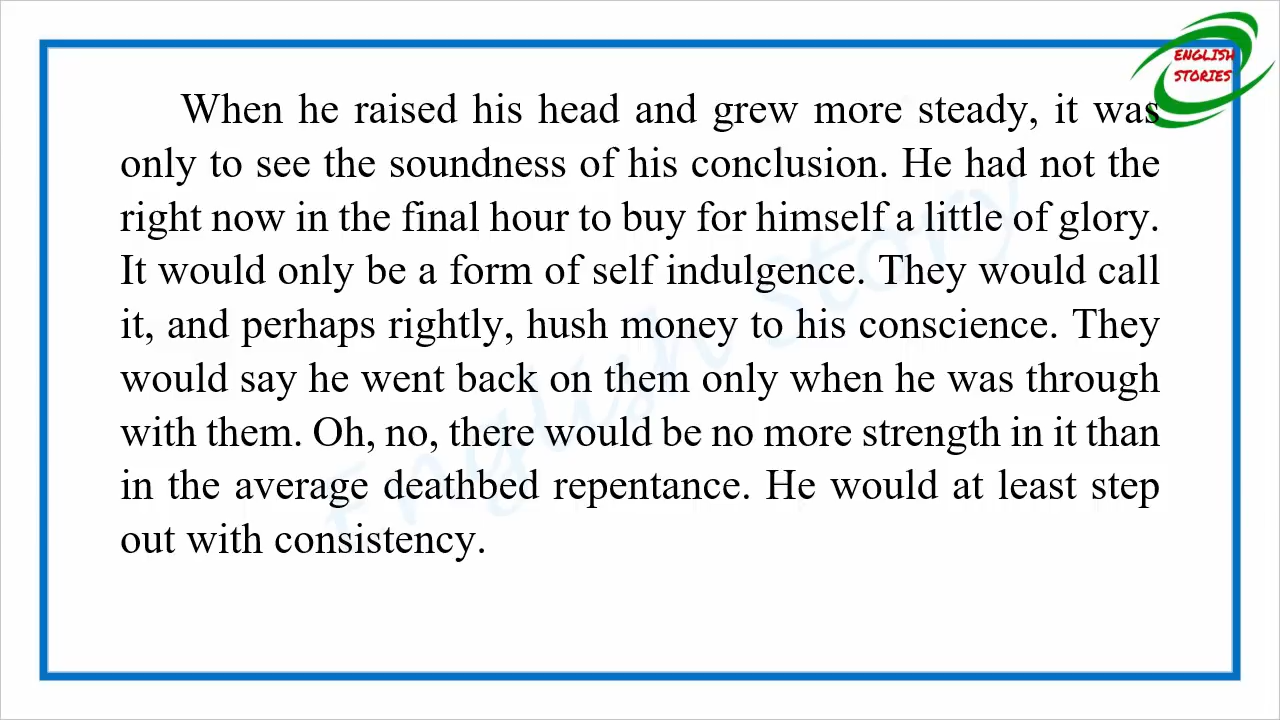 ENGLISH
STORIES
When he raised his head and grew more steady, it was
only to see the soundness of his conclusion. He had not the
right now in the final hour to buy for himself a little of glory.
It would only be a form of self indulgence. They would call
it, and perhaps rightly, hush money to his conscience. They
would say he went back on them only when he was through
with them. Oh, no, there would be no more strength in it than
in the average deathbed repentance. He would at least step
out with consistency.
English Story